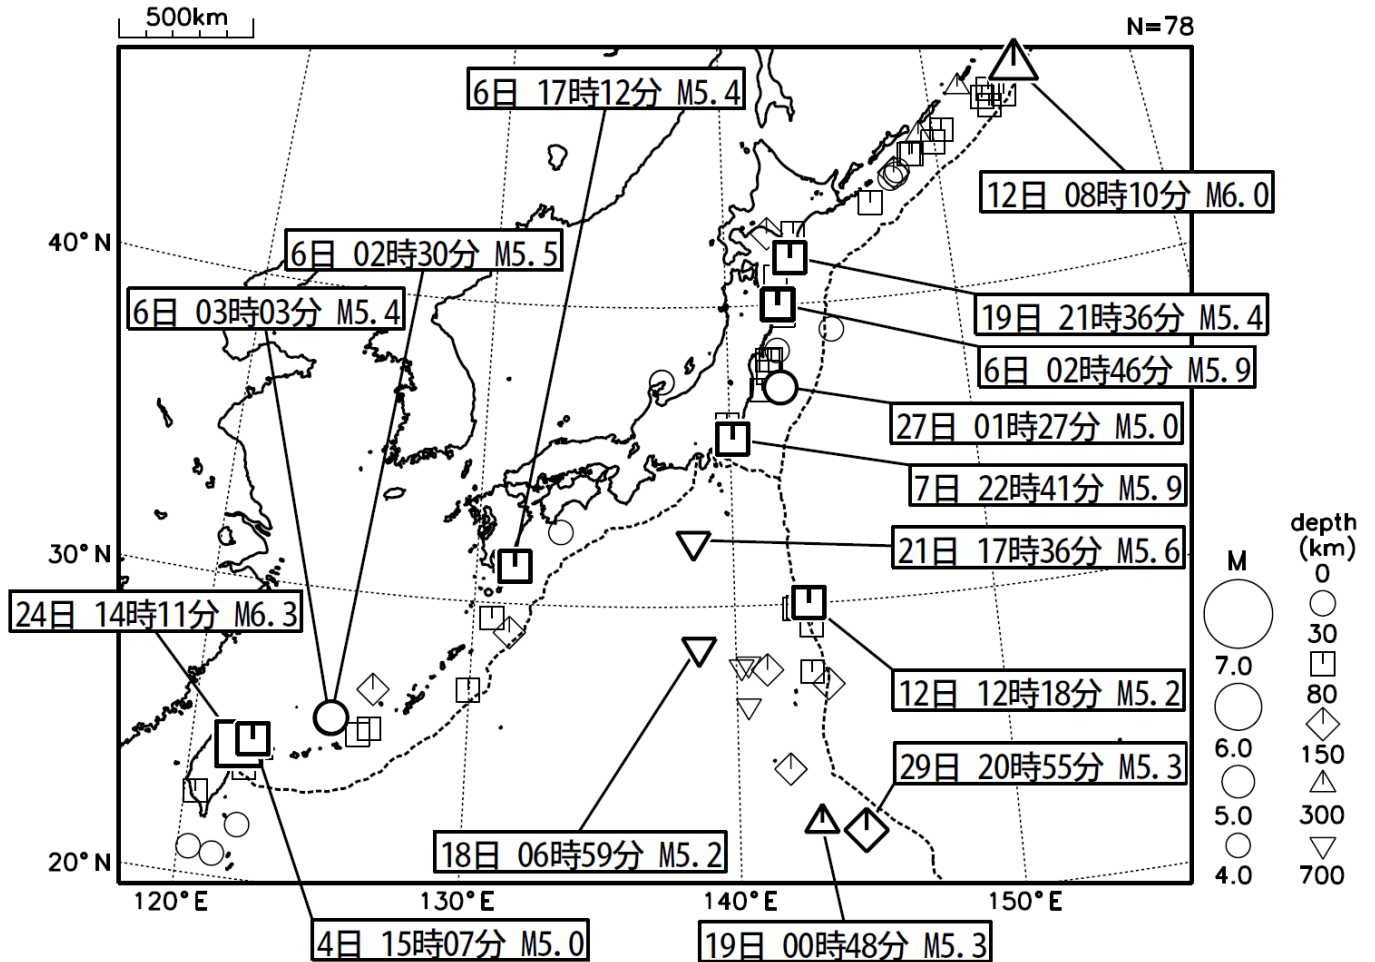 500km
N=78
6日 17時12分 M5.4
12日 08時10分 M6.0
40°N
6日 02時30分 M5.5
6日 03時03分 M5.4
19日 21時36分 M5.4
6日 02時46分 M5.9
27日 01時27分 M5.0
7日 22時41分 M5.9
21日 17時36分 M5.6
30°N
24日 14時11分 M6.3
12日 12時18分 M5.2
29日 20時55分 M5.3
18日 06時59分 M5.2
20°N
120°E
130°E
140°E
150°E
4日 15時07分 M5.0
19日 00時48分 M5.3
M
7.0
6.0
5.0
4.0
depth
(km)
0
30
80
150
300
700